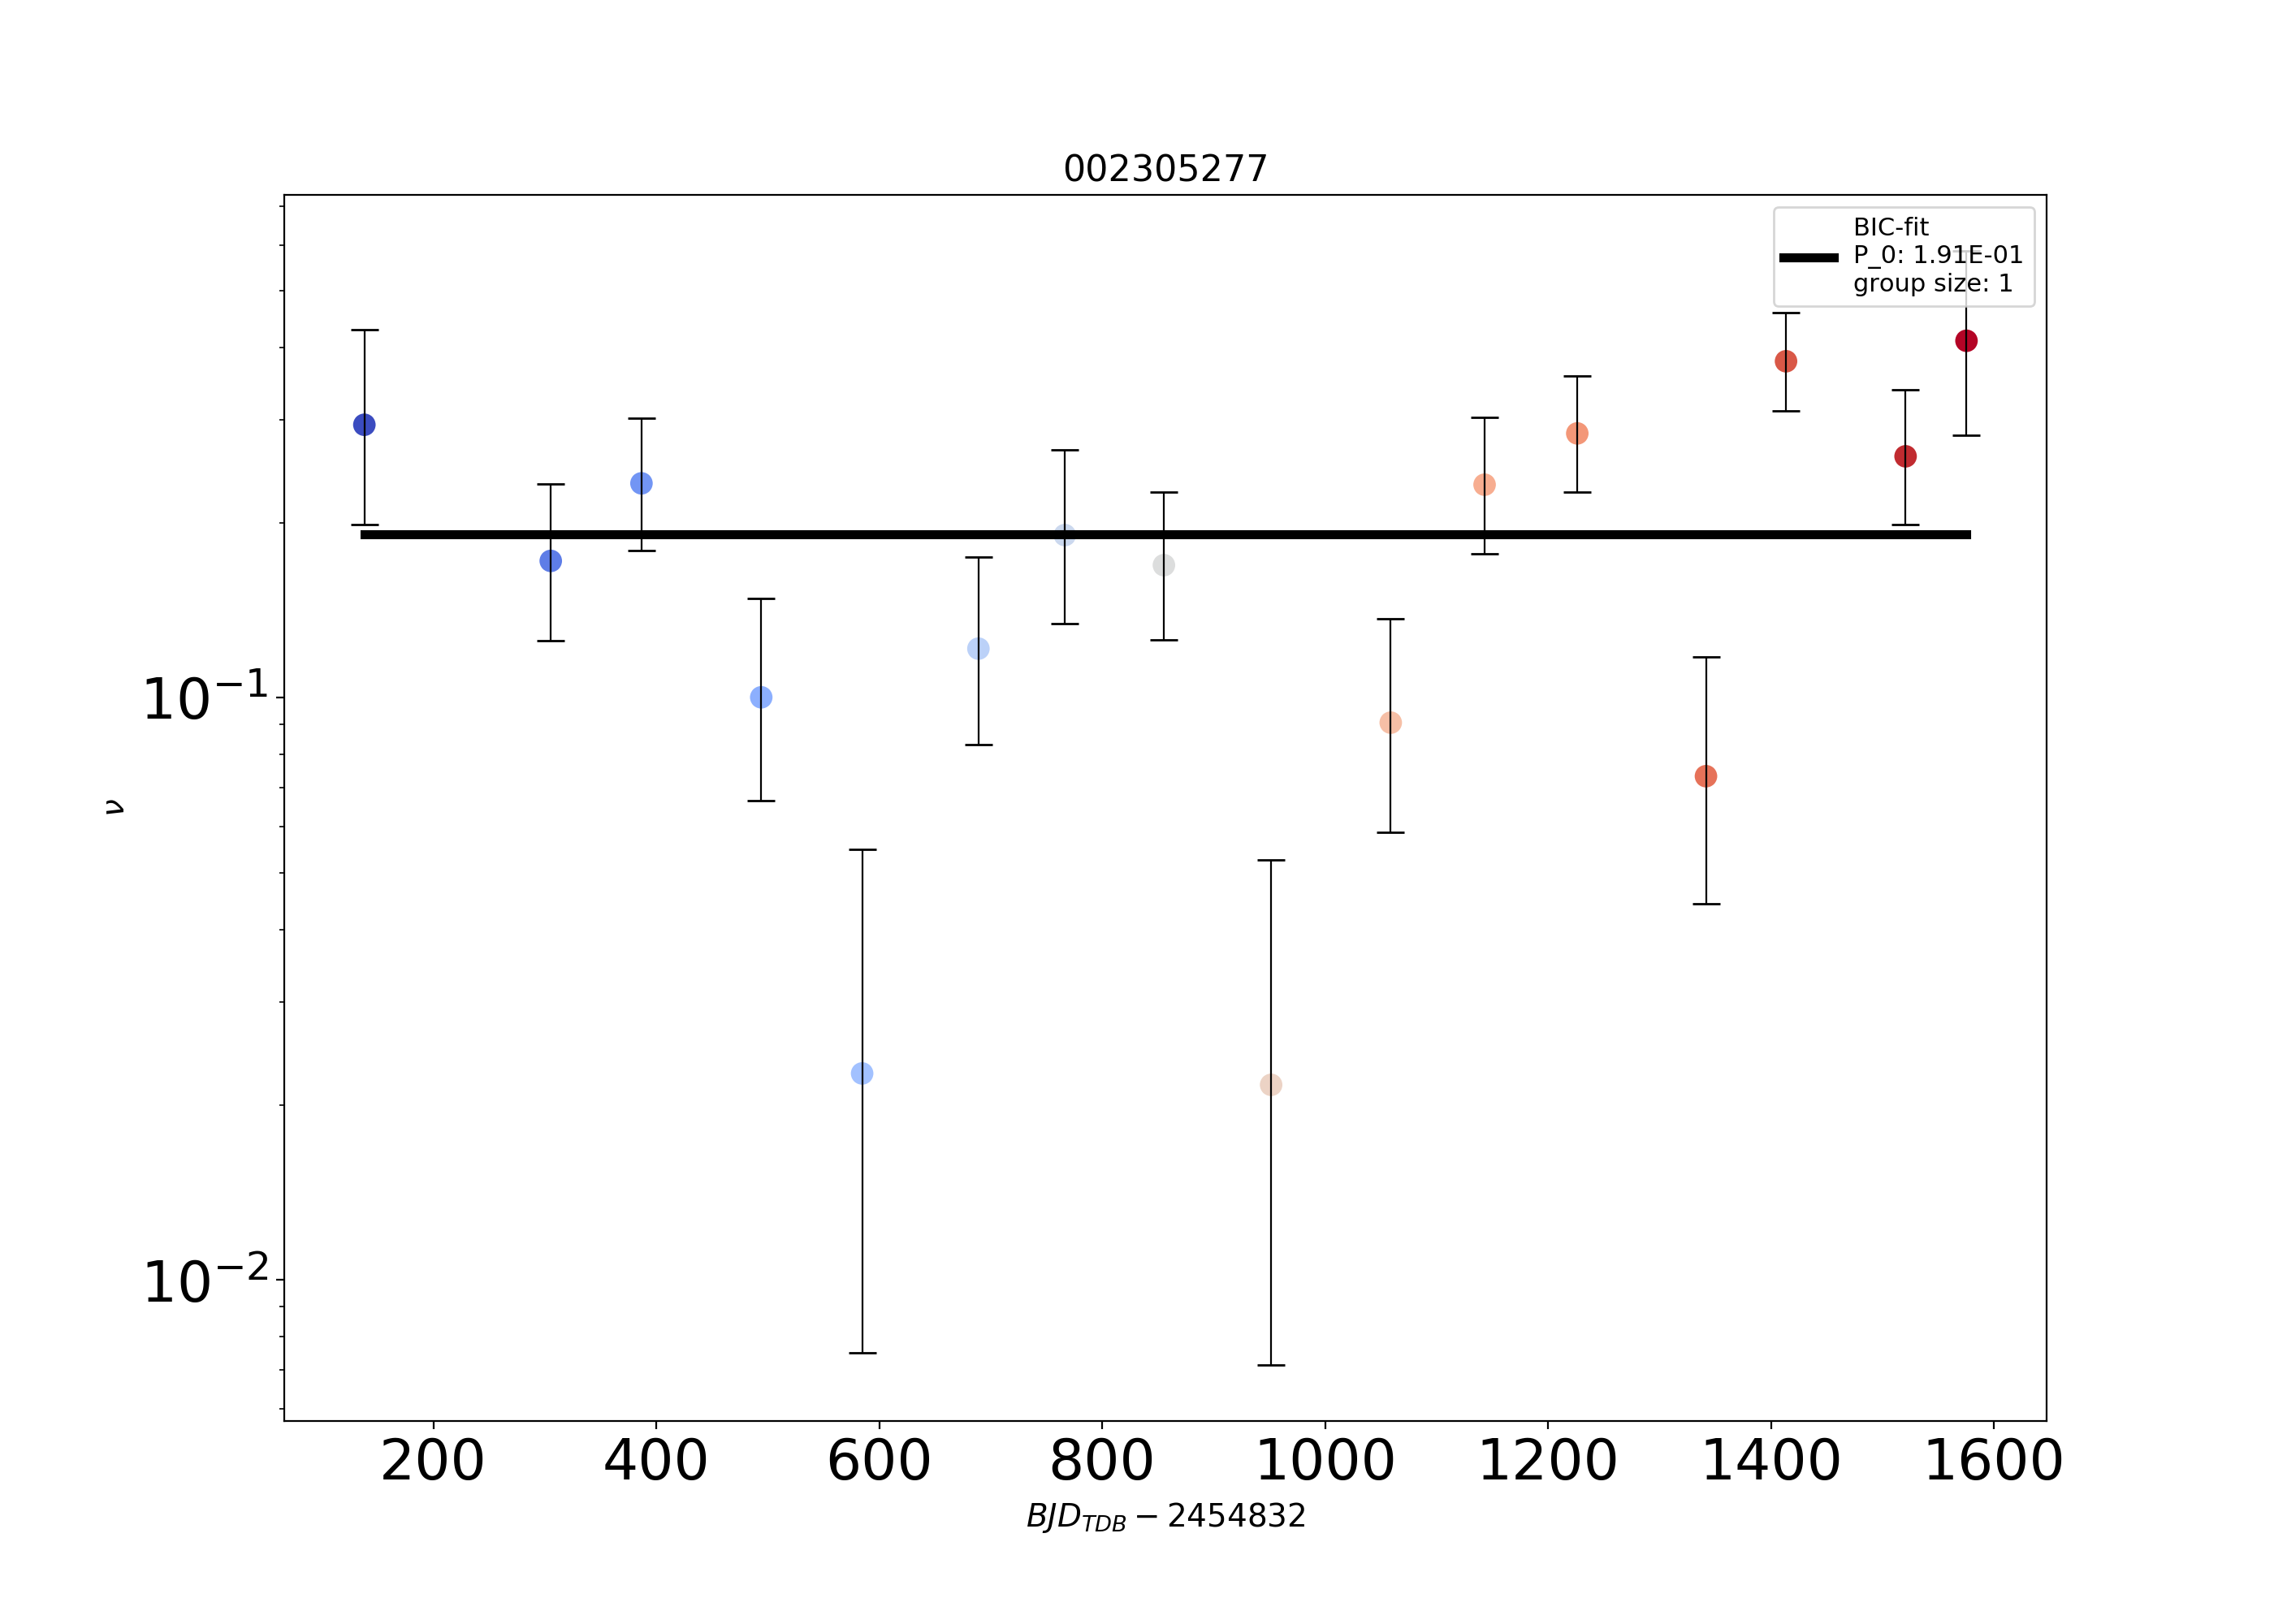 002305277
BIC-fit
P_0: 1.91E-01
group size: 1
10⁻¹
ν
10⁻²
200 400 600 800 1000 1200 1400 1600
BJD_TDB − 2454832